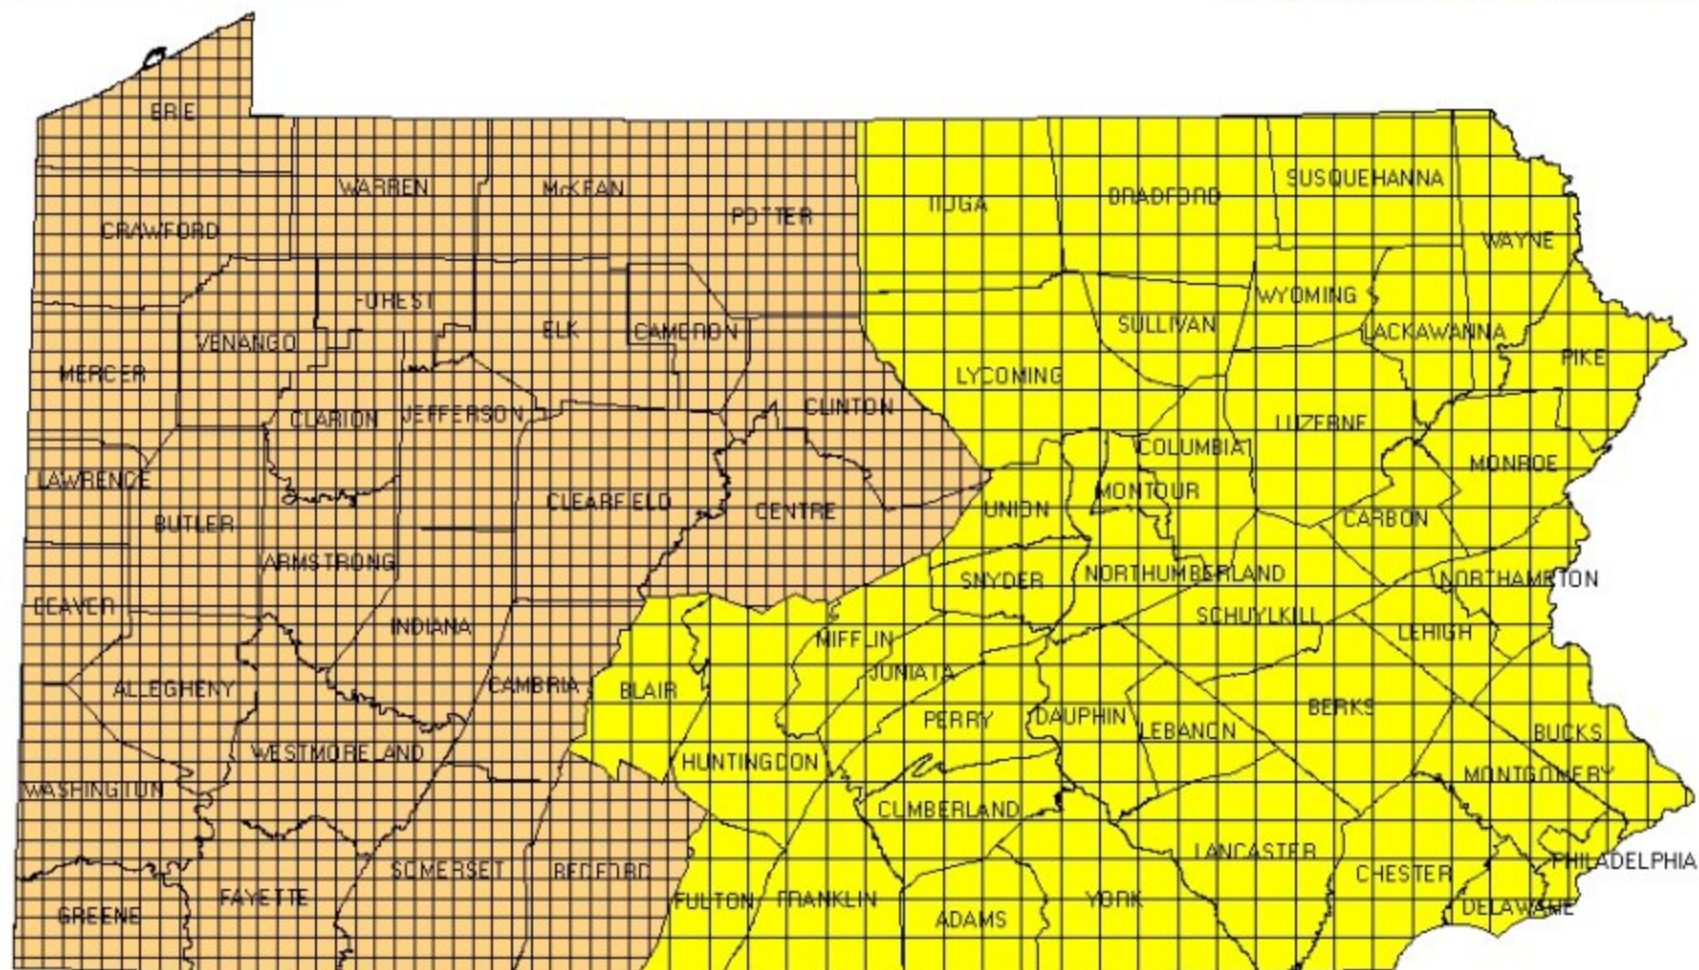 ERIE
SUSQUEHANNA
WARREN
McKEAN
BRADFORD
TIOGA
POTTER
CRAWFORD
WAYNE
WYOMING
FOREST
SULLIVAN
ELK
CAMERON
LACKAWANNA
VENANGO
PIKE
MERCER
LYCOMING
CLINTON
JEFFERSON
CLARION
LUZERNE
COLUMBIA
MONROE
LAWRENCE
MONTOUR
CLEARFIELD
UNION
CENTRE
CARBON
BUTLER
ARMSTRONG
NORTHUMBERLAND
NORTHAMPTON
SNYDER
BEAVER
SCHUYLKILL
INDIANA
LEHIGH
MIFFLIN
JUNIATA
CAMBRIA
ALLEGHENY
BLAIR
BERKS
DAUPHIN
PERRY
LEBANON
BUCKS
WESTMORELAND
HUNTINGDON
MONTGOMERY
WASHINGTON
CUMBERLAND
LANCASTER
PHILADELPHIA
SOMERSET
BEDFORD
CHESTER
FAYETTE
FULTON
FRANKLIN
YORK
DELAWARE
GREENE
ADAMS